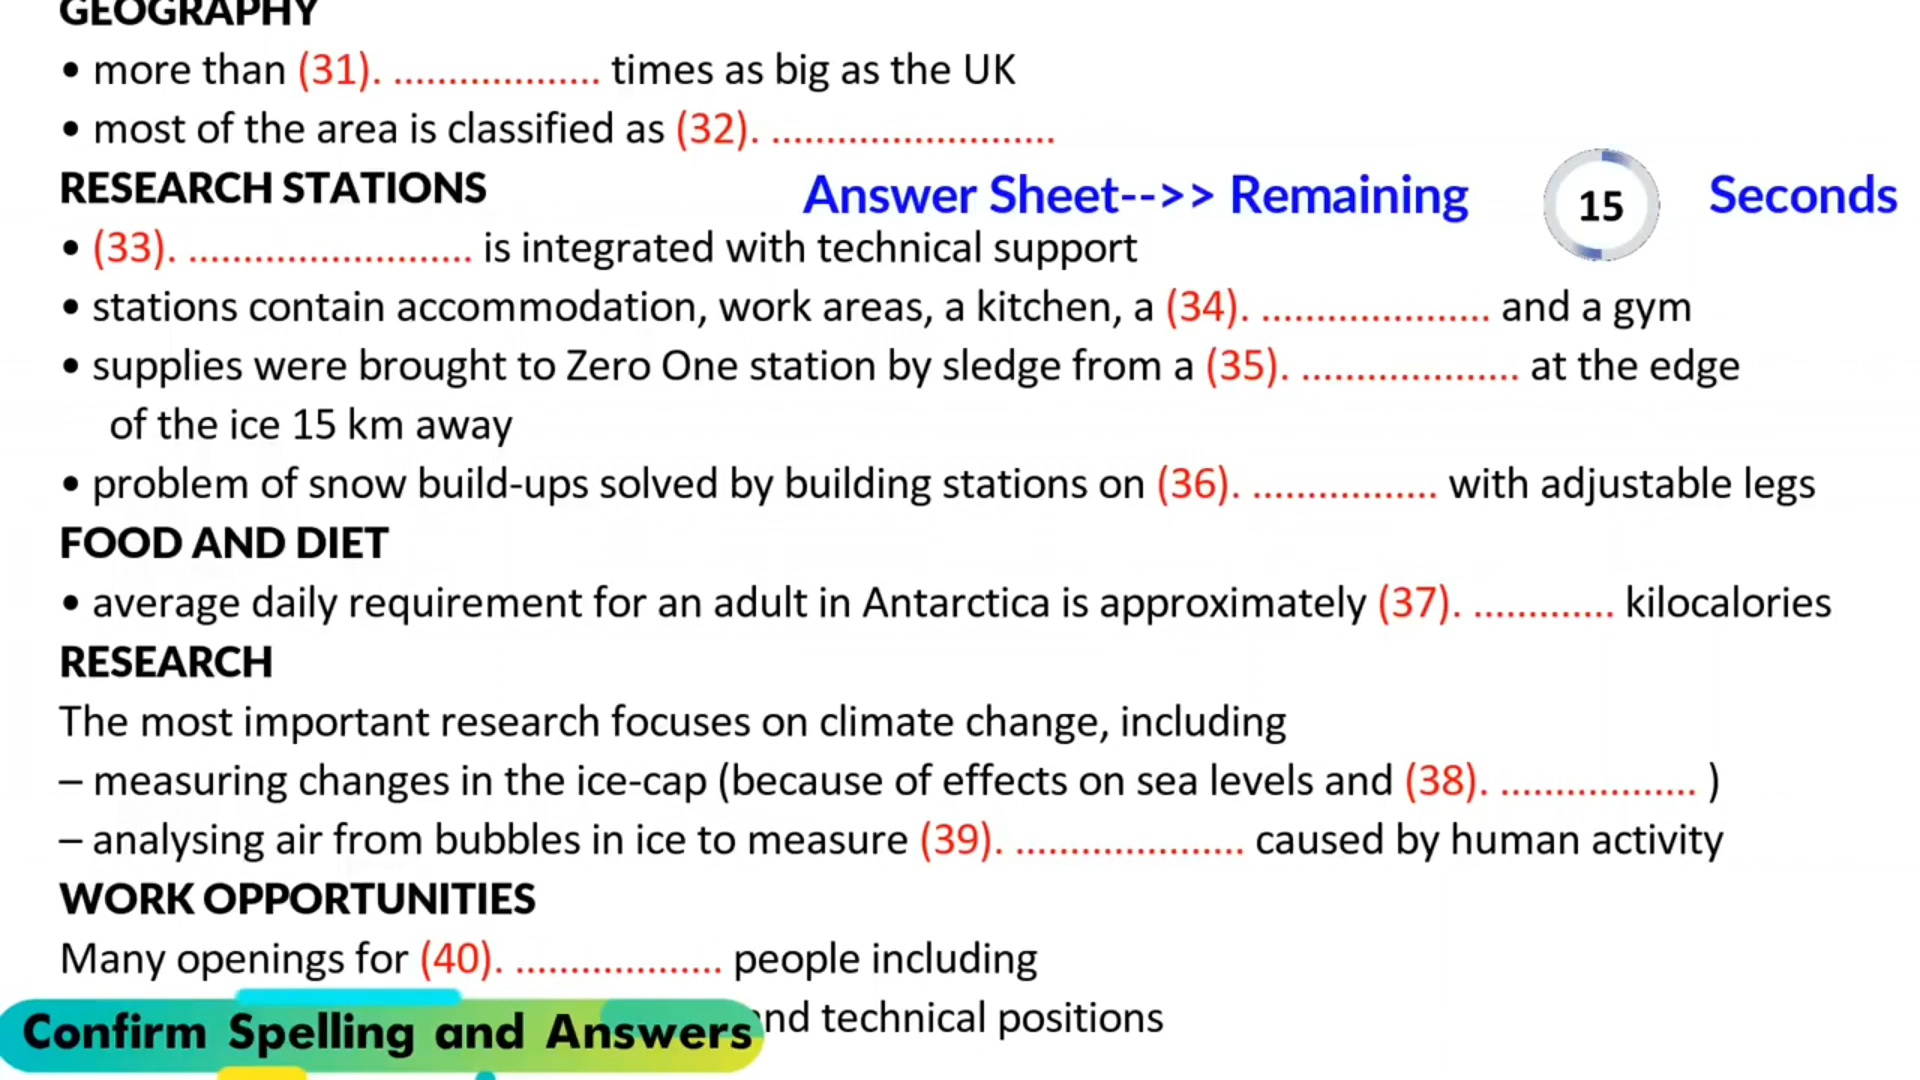 GEOGRAPHY
• more than (31). ................... times as big as the UK
• most of the area is classified as (32). ..........................
RESEARCH STATIONS
Answer Sheet-->> Remaining 15 Seconds
• (33). .......................... is integrated with technical support
• stations contain accommodation, work areas, a kitchen, a (34). ..................... and a gym
• supplies were brought to Zero One station by sledge from a (35). .................... at the edge
of the ice 15 km away
• problem of snow build-ups solved by building stations on (36). ................. with adjustable legs
FOOD AND DIET
• average daily requirement for an adult in Antarctica is approximately (37). ............. kilocalories
RESEARCH
The most important research focuses on climate change, including
– measuring changes in the ice-cap (because of effects on sea levels and (38). .................. )
– analysing air from bubbles in ice to measure (39). ..................... caused by human activity
WORK OPPORTUNITIES
Many openings for (40). ................... people including
Confirm Spelling and Answers
technical positions